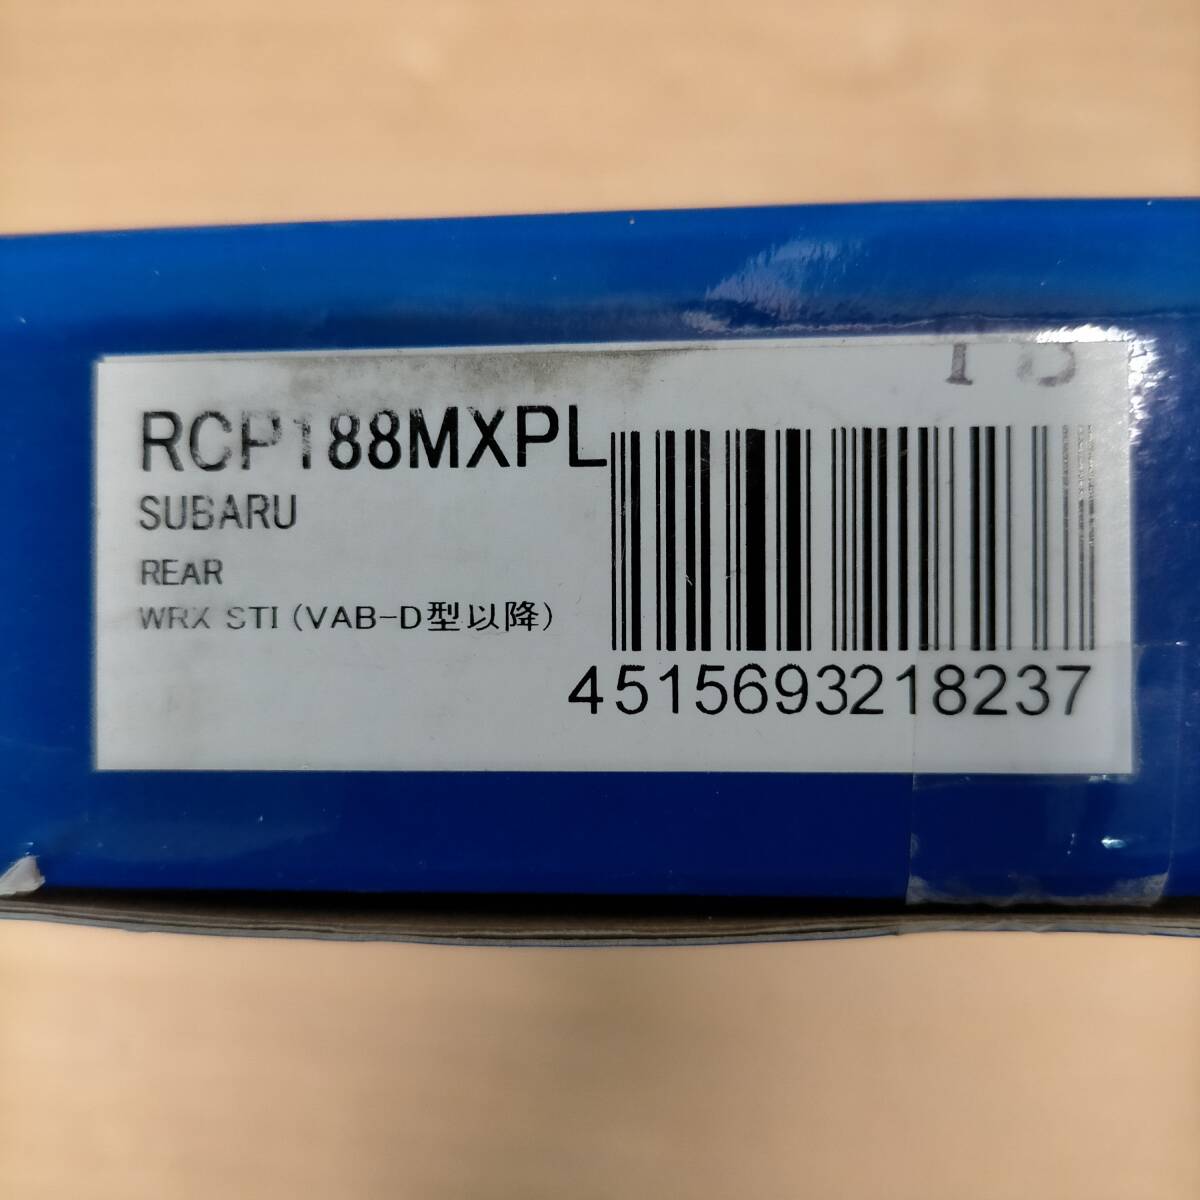 RCP188MXPL
SUBARU
REAR
WRX STI (VAB-D型以降)
4515693218237